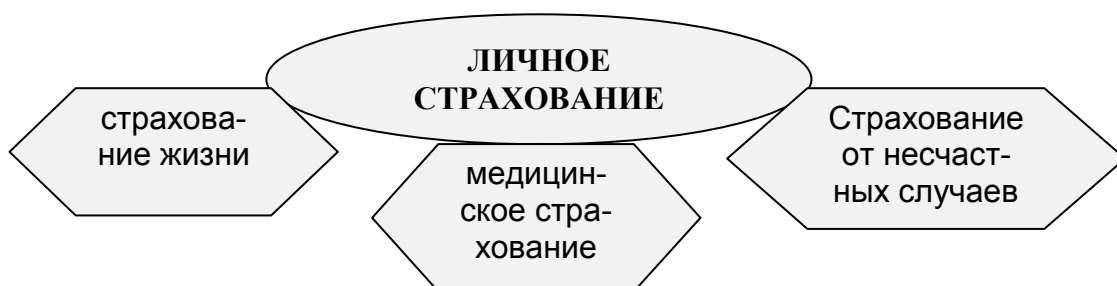 ЛИЧНОЕ
СТРАХОВАНИЕ
страхова-
ние жизни
медицин-
ское стра-
хование
Страхование
от несчаст-
ных случаев